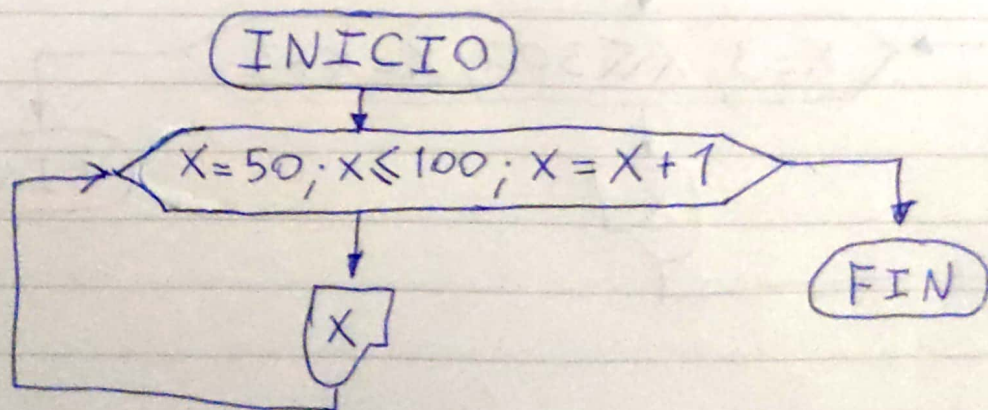 INICIO
X=50; x≤100; X = X + 1
X
FIN